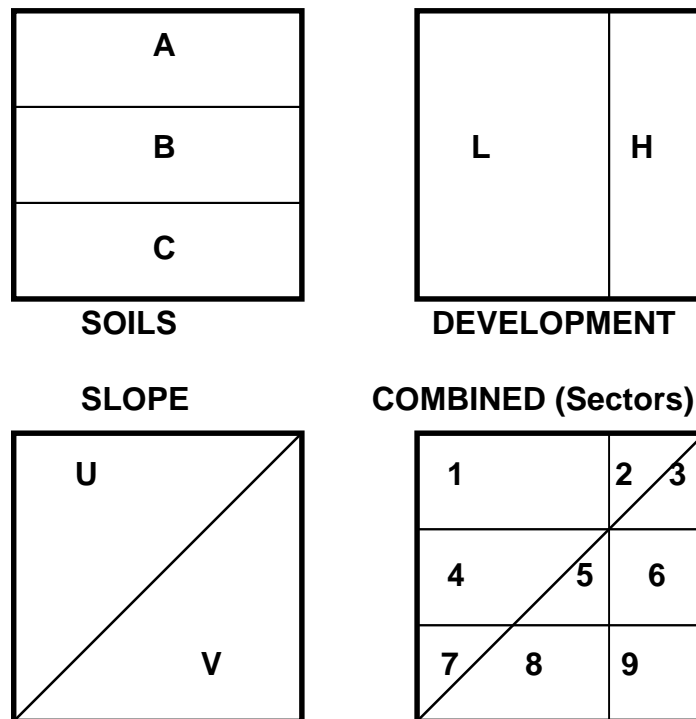 A
B
C
SOILS
L H
DEVELOPMENT
SLOPE
U
V
COMBINED (Sectors)
1 2 3
4 5 6
7 8 9